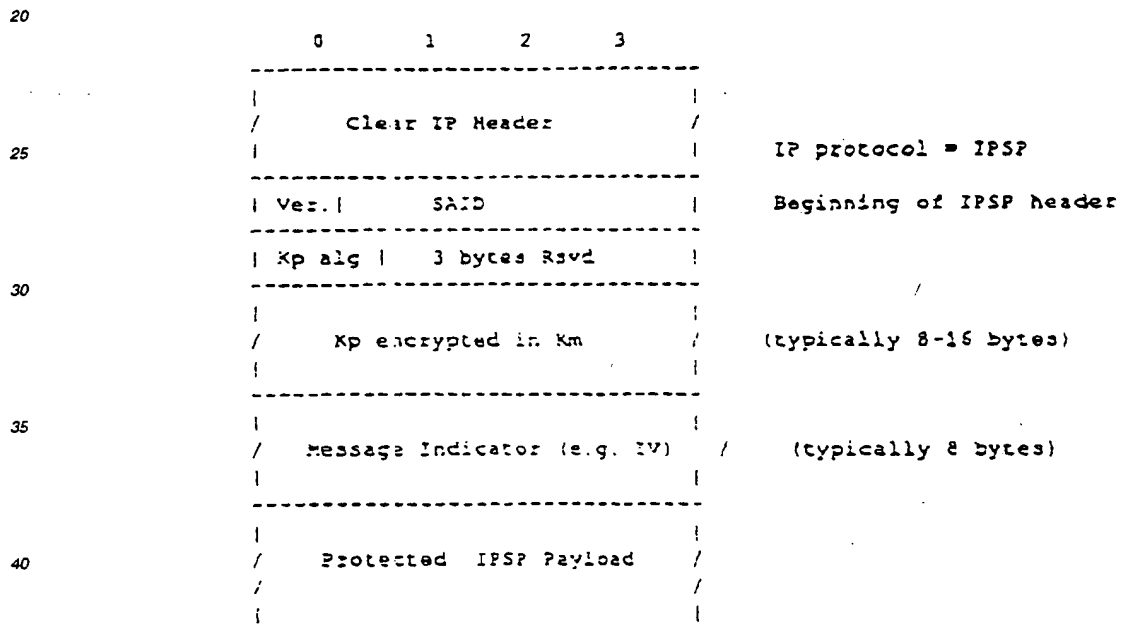 20
0 1 2 3
Clear IP Header
25 IP protocol = IPSP
Ver. | SAID | Beginning of IPSP header
Kp alg | 3 bytes Rsvd
30
Kp encrypted in Km (typically 8-16 bytes)
35
Message Indicator (e.g. IV) (typically 8 bytes)
40 Protected IPSP Payload